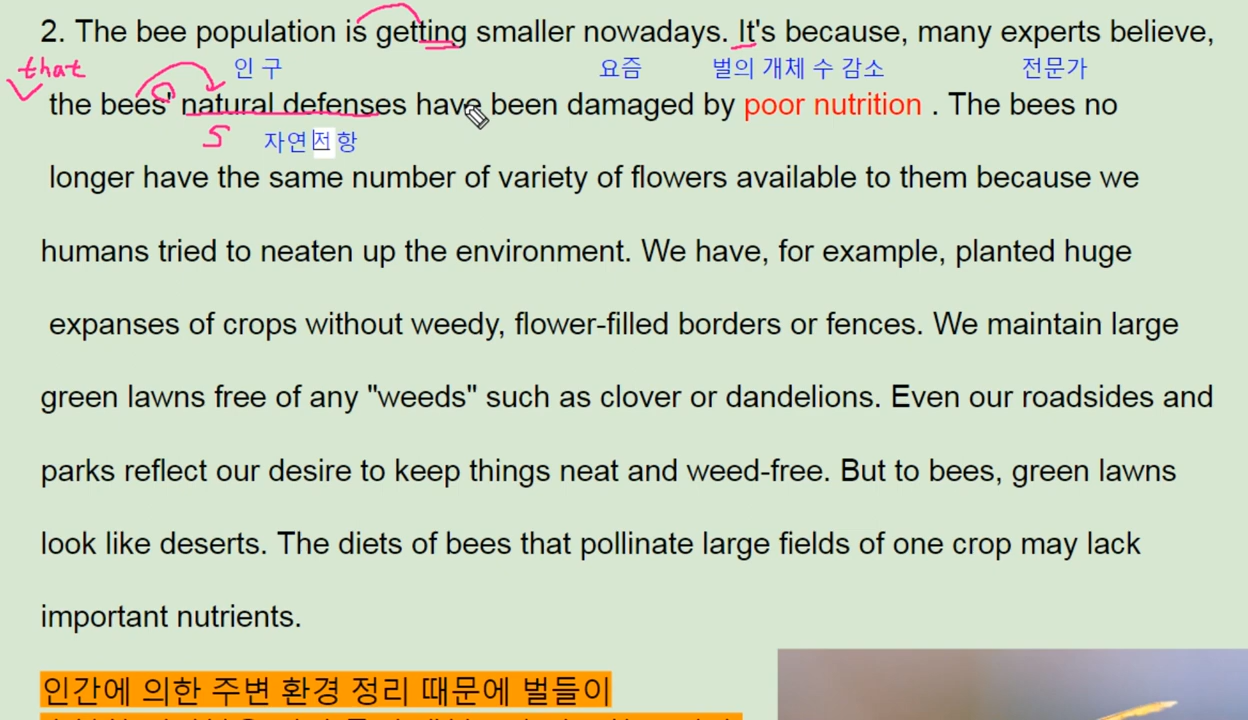 2. The bee population is getting smaller nowadays. It's because, many experts believe,
that 인 구 요즘 벌의 개체 수 감소 전문가
the bees' natural defenses have been damaged by poor nutrition . The bees no
S 자연전 항
longer have the same number of variety of flowers available to them because we
humans tried to neaten up the environment. We have, for example, planted huge
expanses of crops without weedy, flower-filled borders or fences. We maintain large
green lawns free of any "weeds" such as clover or dandelions. Even our roadsides and
parks reflect our desire to keep things neat and weed-free. But to bees, green lawns
look like deserts. The diets of bees that pollinate large fields of one crop may lack
important nutrients.
인간에 의한 주변 환경 정리 때문에 벌들이